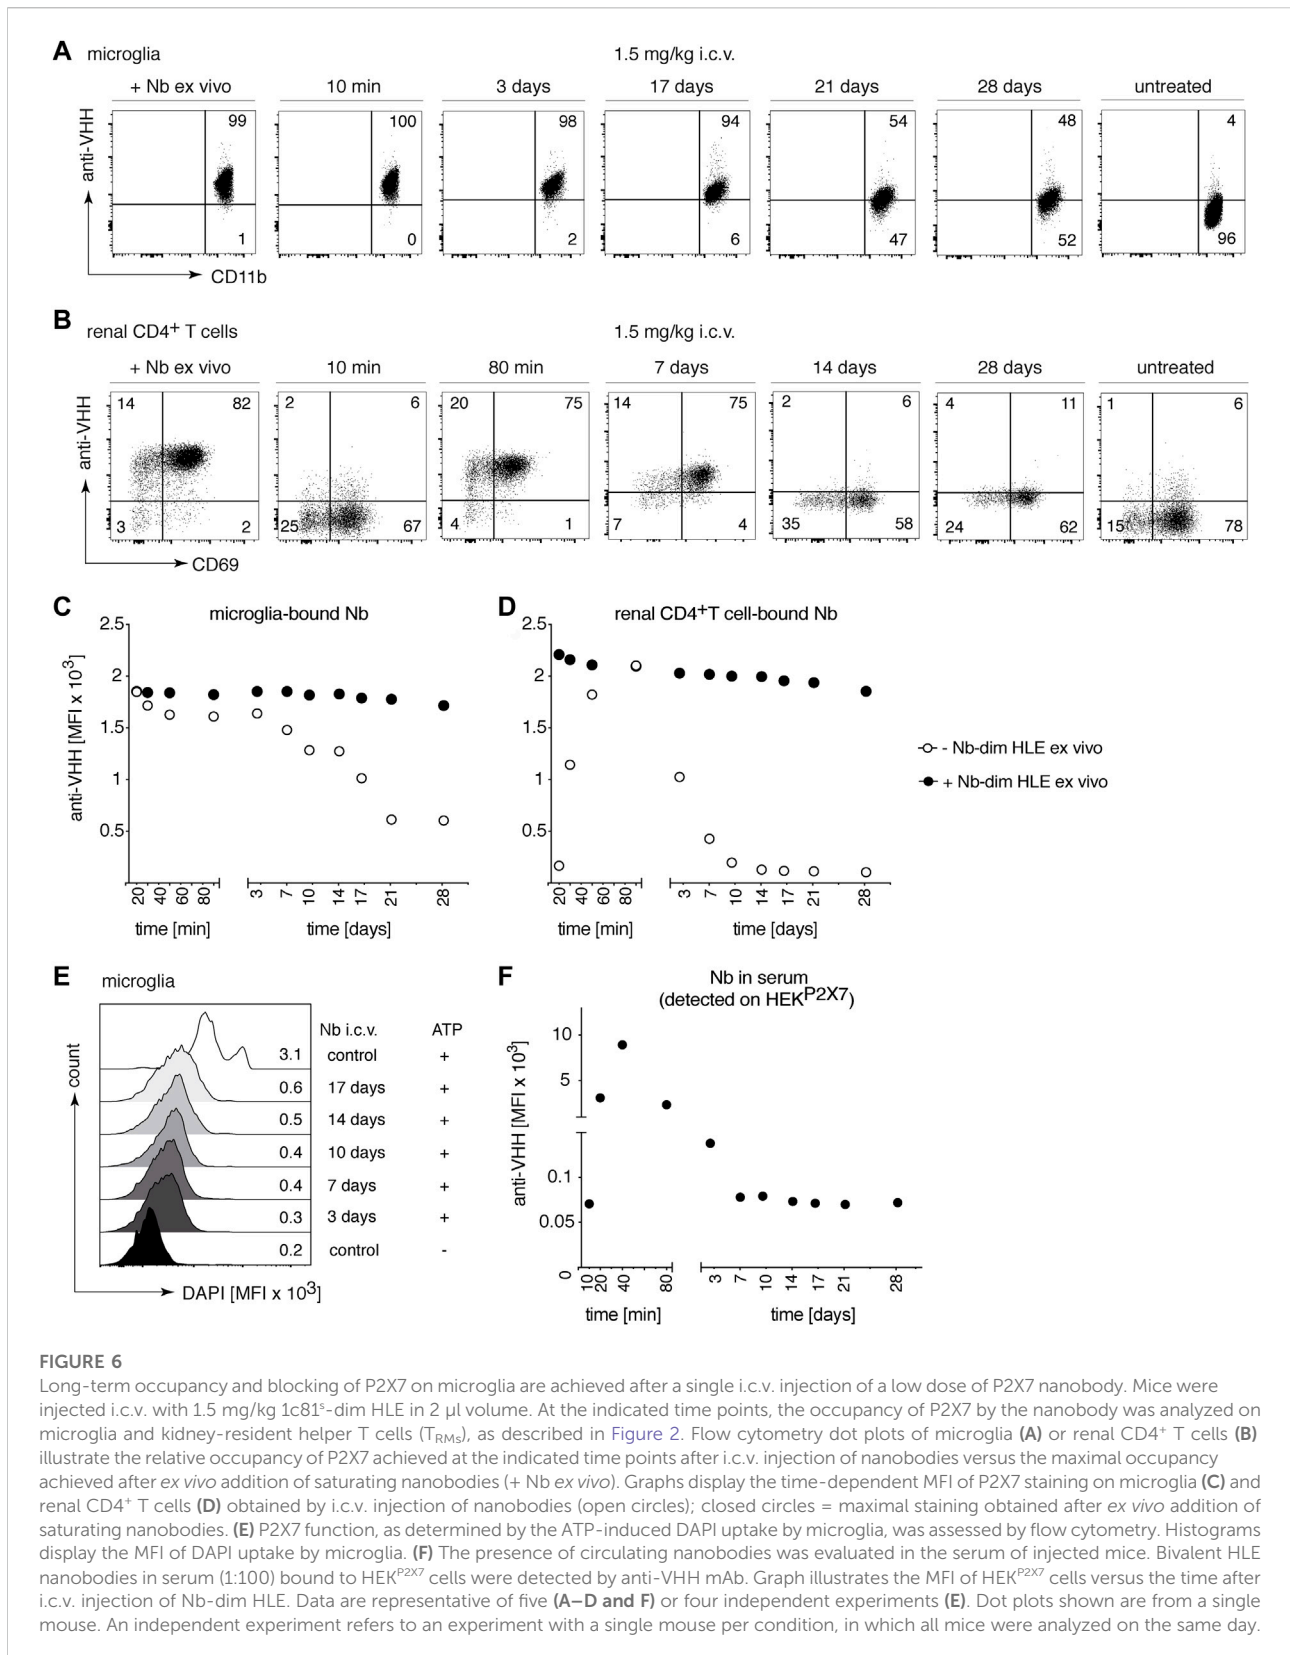 A microglia
1.5 mg/kg i.c.v.
+ Nb ex vivo 10 min 3 days 17 days 21 days 28 days untreated
anti-VHH
99 100 98 94 54 48 4
1 0 2 6 47 52 96
CD11b
B renal CD4+ T cells
1.5 mg/kg i.c.v.
+ Nb ex vivo 10 min 80 min 7 days 14 days 28 days untreated
anti-VHH
14 82 2 6 20 75 14 75 2 6 4 11 1 6
3 2 25 67 4 1 7 4 35 58 24 62 15 78
CD69
C microglia-bound Nb
anti-VHH [MFI x 103]
2.5
2
1.5
1
0.5
20 40 60 80 3 7 10 14 17 21 28
time [min] time [days]
D renal CD4+T cell-bound Nb
2.5
2
1.5
1
0.5
20 40 60 80 3 7 10 14 17 21 28
time [min] time [days]
- Nb-dim HLE ex vivo
+ Nb-dim HLE ex vivo
E microglia
count
Nb i.c.v. ATP
3.1 control +
0.6 17 days +
0.5 14 days +
0.4 10 days +
0.4 7 days +
0.3 3 days +
0.2 control -
DAPI [MFI x 103]
F Nb in serum
(detected on HEKP2X7)
anti-VHH [MFI x 103]
10
5
0.1
0.05
0
10 20 40 80 3 7 10 14 17 21 28
time [min] time [days]
FIGURE 6
Long-term occupancy and blocking of P2X7 on microglia are achieved after a single i.c.v. injection of a low dose of P2X7 nanobody. Mice were
injected i.c.v. with 1.5 mg/kg 1c81s-dim HLE in 2 µl volume. At the indicated time points, the occupancy of P2X7 by the nanobody was analyzed on
microglia and kidney-resident helper T cells (TRMs), as described in Figure 2. Flow cytometry dot plots of microglia (A) or renal CD4+ T cells (B)
illustrate the relative occupancy of P2X7 achieved at the indicated time points after i.c.v. injection of nanobodies versus the maximal occupancy
achieved after ex vivo addition of saturating nanobodies (+ Nb ex vivo). Graphs display the time-dependent MFI of P2X7 staining on microglia (C) and
renal CD4+ T cells (D) obtained by i.c.v. injection of nanobodies (open circles); closed circles = maximal staining obtained after ex vivo addition of
saturating nanobodies. (E) P2X7 function, as determined by the ATP-induced DAPI uptake by microglia, was assessed by flow cytometry. Histograms
display the MFI of DAPI uptake by microglia. (F) The presence of circulating nanobodies was evaluated in the serum of injected mice. Bivalent HLE
nanobodies in serum (1:100) bound to HEKP2X7 cells were detected by anti-VHH mAb. Graph illustrates the MFI of HEKP2X7 cells versus the time after
i.c.v. injection of Nb-dim HLE. Data are representative of five (A–D and F) or four independent experiments (E). Dot plots shown are from a single
mouse. An independent experiment refers to an experiment with a single mouse per condition, in which all mice were analyzed on the same day.